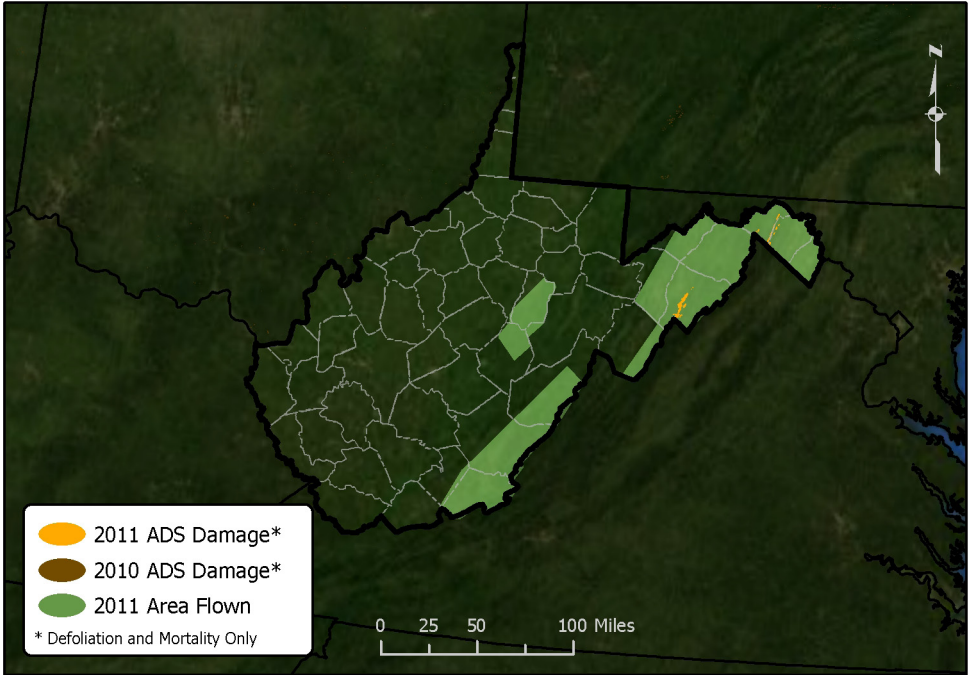 N
2011 ADS Damage*
2010 ADS Damage*
2011 Area Flown
* Defoliation and Mortality Only
0 25 50 100 Miles